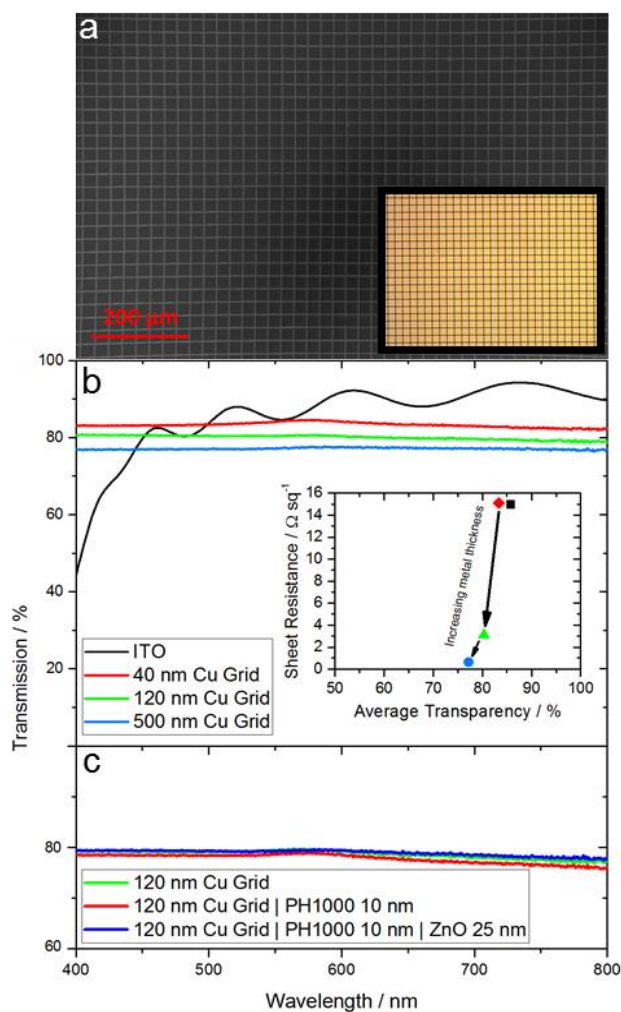 a
200 µm
b
100
80
60
40
20
Transmission / %
ITO
40 nm Cu Grid
120 nm Cu Grid
500 nm Cu Grid
Sheet Resistance / Ω sq⁻¹
16
14
12
10
8
6
4
2
0
Increasing metal thickness
50 60 70 80 90 100
Average Transparency / %
c
80
60
120 nm Cu Grid
120 nm Cu Grid | PH1000 10 nm
120 nm Cu Grid | PH1000 10 nm | ZnO 25 nm
400 500 600 700 800
Wavelength / nm